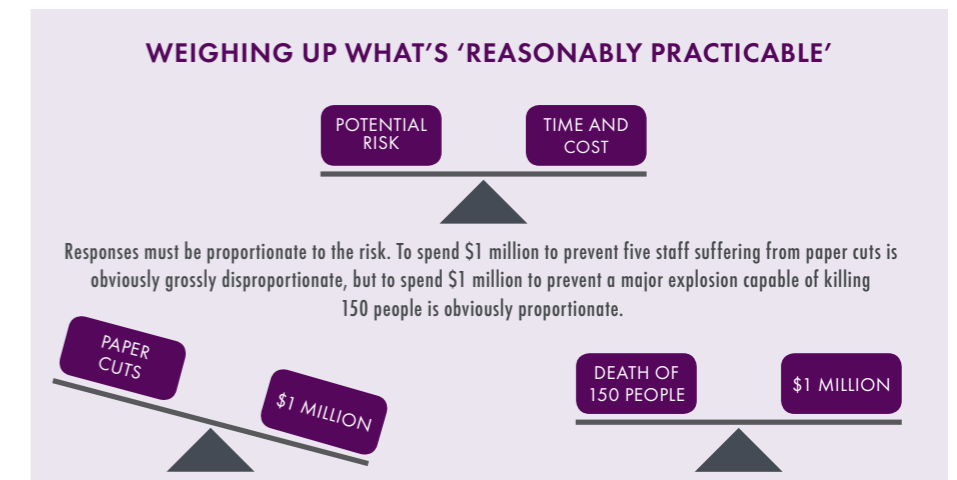 WEIGHING UP WHAT'S ‘REASONABLY PRACTICABLE’
POTENTIAL
RISK
TIME AND
COST
Responses must be proportionate to the risk. To spend $1 million to prevent five staff suffering from paper cuts is
obviously grossly disproportionate, but to spend $1 million to prevent a major explosion capable of killing
150 people is obviously proportionate.
PAPER
CUTS
$1 MILLION
DEATH OF
150 PEOPLE
$1 MILLION